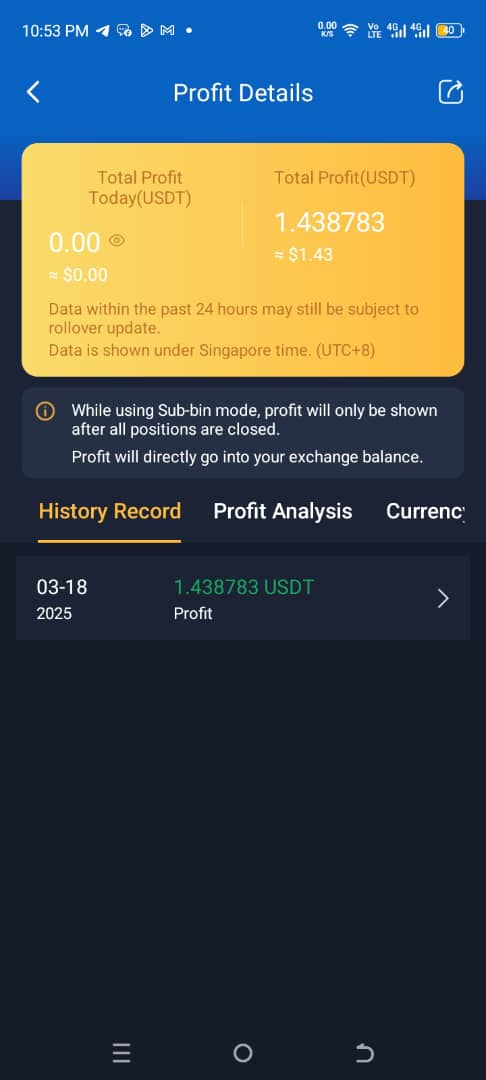 10:53 PM
0.00 K/S
Vo LTE
4G
4G
40
Profit Details
Total Profit Today(USDT)
Total Profit(USDT)
0.00
1.438783
≈ $0.00
≈ $1.43
Data within the past 24 hours may still be subject to
rollover update.
Data is shown under Singapore time. (UTC+8)
While using Sub-bin mode, profit will only be shown
after all positions are closed.
Profit will directly go into your exchange balance.
History Record
Profit Analysis
Currency
03-18
1.438783 USDT
2025
Profit